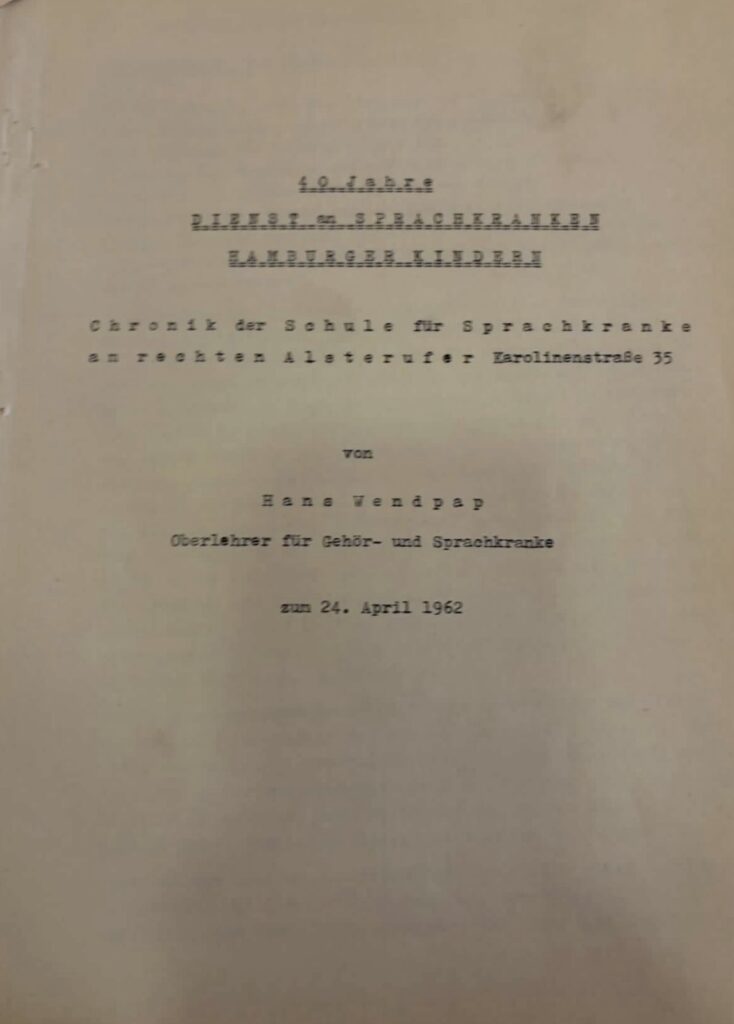 40 Jahre
DIENST an SPRACHKRANKEN
HAMBURGER KINDERN
Chronik der Schule für Sprachkranke
am rechten Alsterufer Karolinenstraße 35
von
Hans Wendpap
Oberlehrer für Gehör- und Sprachkranke
zum 24. April 1962